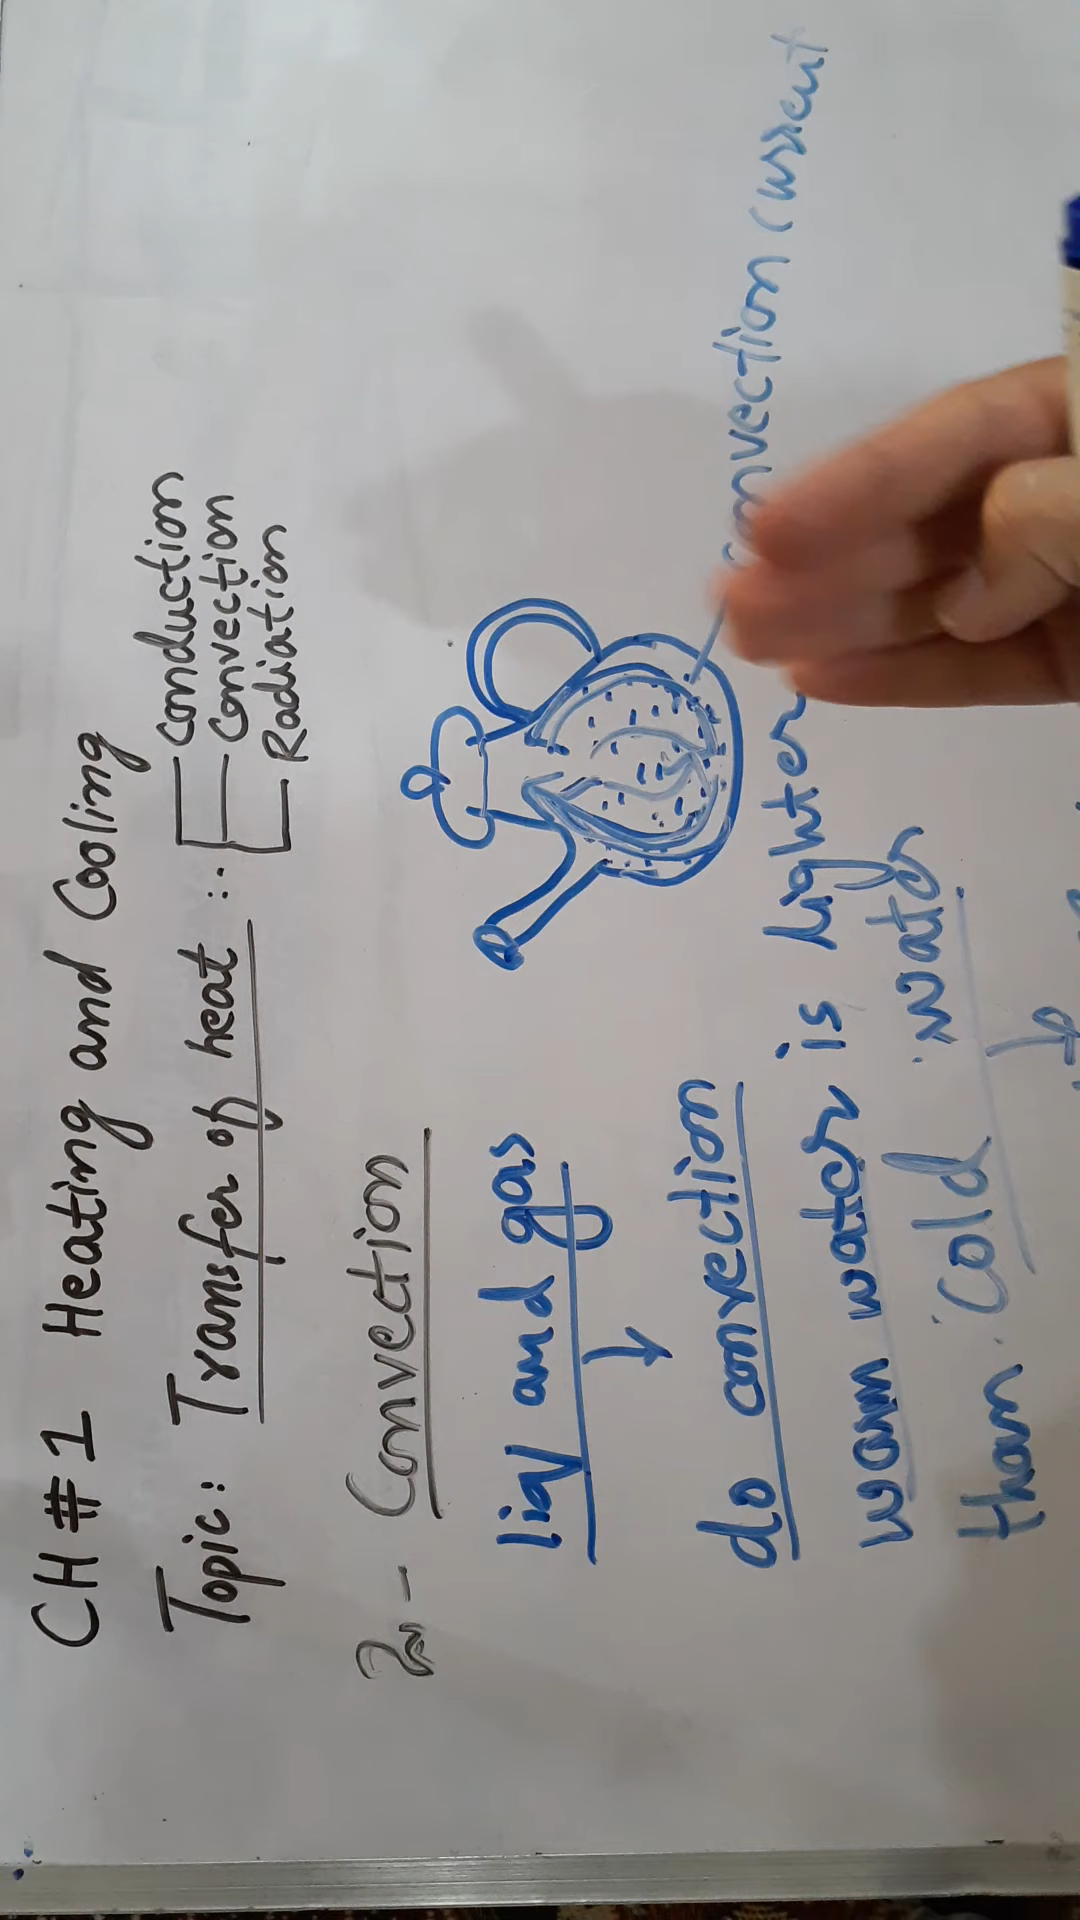 CH # 1 Heating and Cooling
Topic: Transfer of heat :
Conduction
Convection
Radiation
2 - Convection
liq and gas
↓
do convection
convection current
warm water is lighter
than cold water
↓